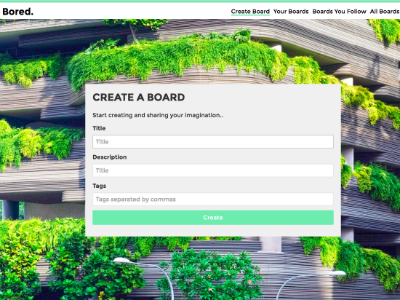 Bored.
Create Board Your Boards Boards You Follow All Boards
CREATE A BOARD
Start creating and sharing your imagination..
Title
Title
Description
Title
Tags
Tags separated by commas
Create